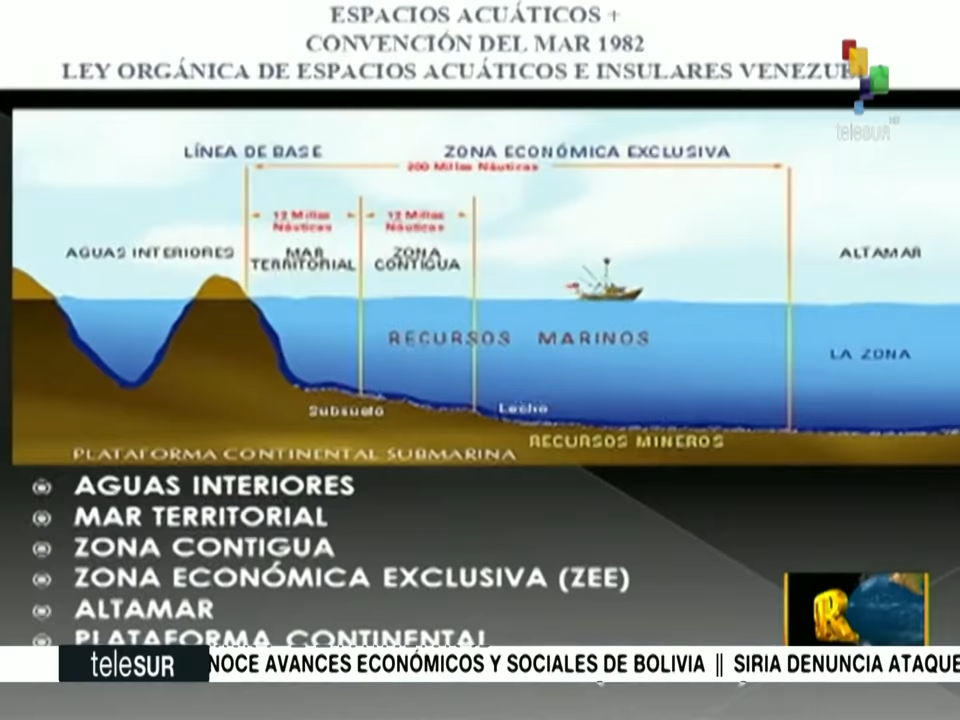 ESPACIOS ACUÁTICOS +
CONVENCIÓN DEL MAR 1982
LEY ORGÁNICA DE ESPACIOS ACUÁTICOS E INSULARES
teleSUR
LÍNEA DE BASE
ZONA ECONÓMICA EXCLUSIVA
200 Millas Náuticas
12 Millas
Náuticas
12 Millas
Náuticas
AGUAS INTERIORES
MAR
TERRITORIAL
ZONA
CONTIGUA
ALTAMAR
RECURSOS MARINOS
LA ZONA
Subsuelo
Lecho
RECURSOS MINEROS
PLATAFORMA CONTINENTAL SUBMARINA
AGUAS INTERIORES
MAR TERRITORIAL
ZONA CONTIGUA
ZONA ECONÓMICA EXCLUSIVA (ZEE)
ALTAMAR
PLATAFORMA CONTINENTAL
R
teleSUR NOCE AVANCES ECONÓMICOS Y SOCIALES DE BOLIVIA || SIRIA DENUNCIA ATAQUE